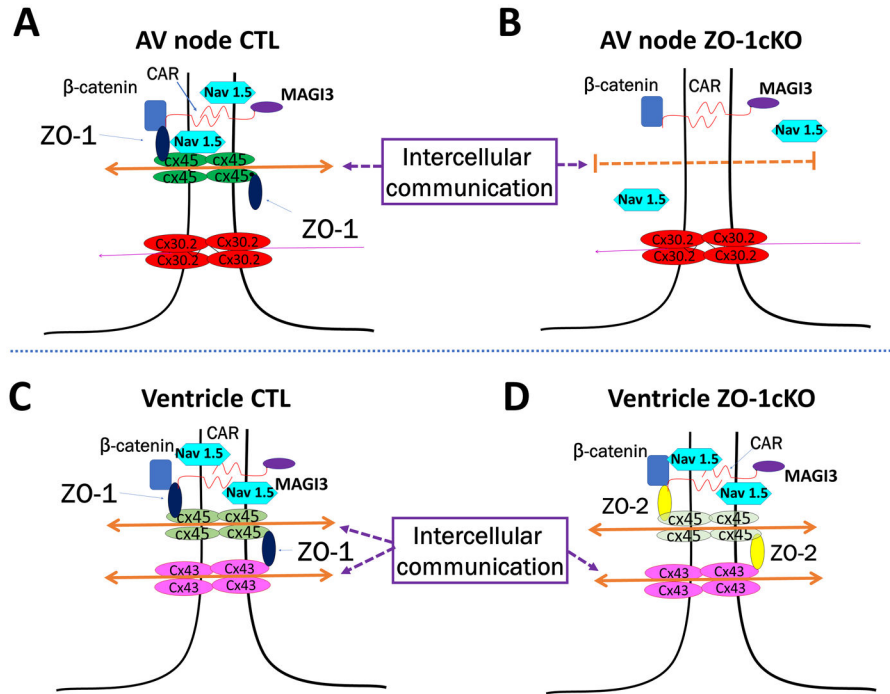 A
AV node CTL
β-catenin
CAR
Nav 1.5
MAGI3
ZO-1
Nav 1.5
cx45 cx45
cx45 cx45
ZO-1
Cx30.2 Cx30.2
Cx30.2 Cx30.2
Intercellular
communication
B
AV node ZO-1cKO
β-catenin
CAR
MAGI3
Nav 1.5
Nav 1.5
Cx30.2 Cx30.2
Cx30.2 Cx30.2
C
Ventricle CTL
β-catenin
CAR
Nav 1.5
MAGI3
ZO-1
Nav 1.5
cx45 cx45
cx45 cx45
ZO-1
Cx43 Cx43
Cx43 Cx43
Intercellular
communication
D
Ventricle ZO-1cKO
β-catenin
CAR
Nav 1.5
MAGI3
Nav 1.5
ZO-2
cx45 cx45
cx45 cx45
ZO-2
Cx43 Cx43
Cx43 Cx43